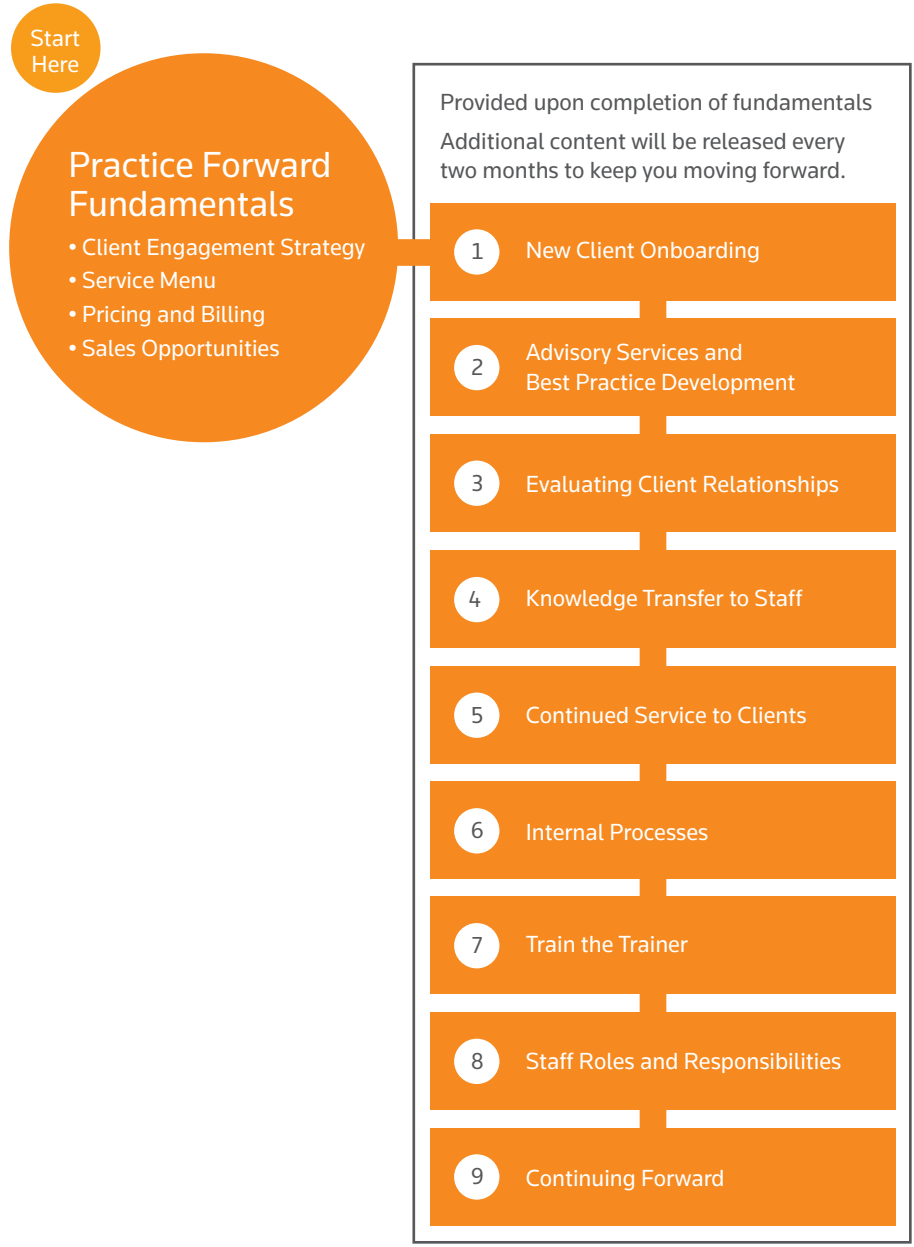 Start
Here
Practice Forward
Fundamentals
• Client Engagement Strategy
• Service Menu
• Pricing and Billing
• Sales Opportunities
Provided upon completion of fundamentals
Additional content will be released every
two months to keep you moving forward.
1 New Client Onboarding
2 Advisory Services and
Best Practice Development
3 Evaluating Client Relationships
4 Knowledge Transfer to Staff
5 Continued Service to Clients
6 Internal Processes
7 Train the Trainer
8 Staff Roles and Responsibilities
9 Continuing Forward